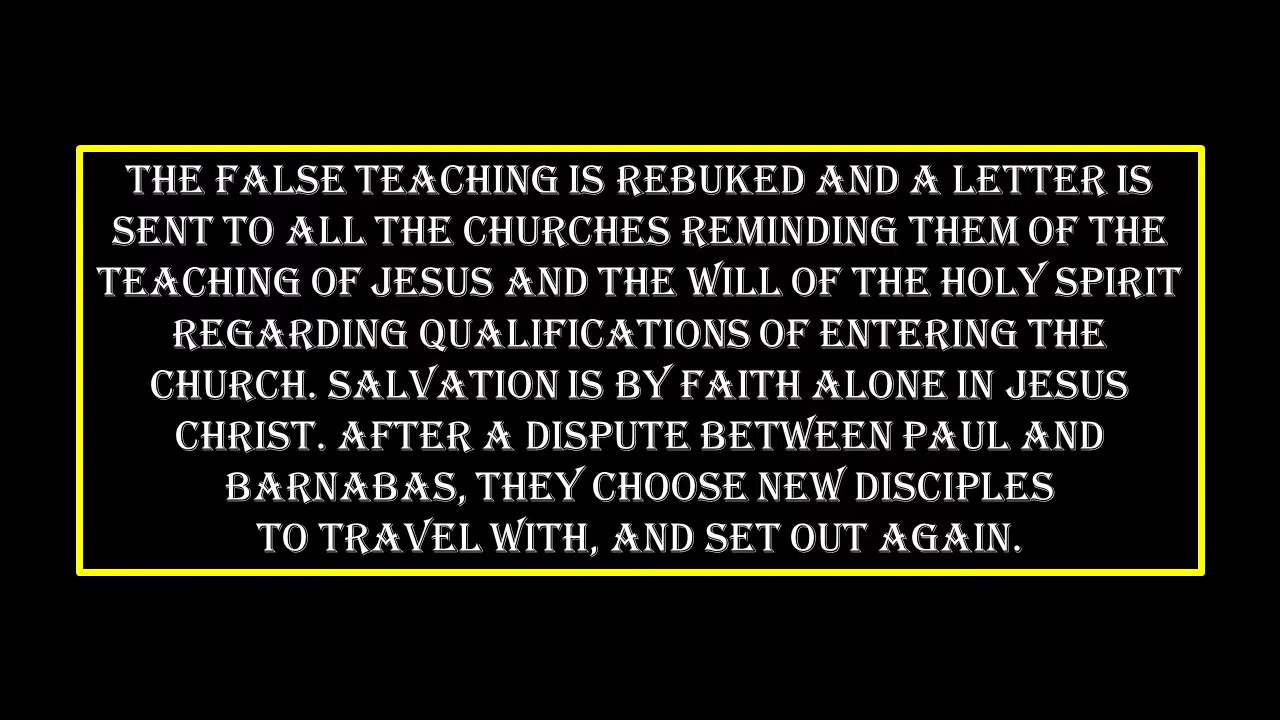 THE FALSE TEACHING IS REBUKED AND A LETTER IS
SENT TO ALL THE CHURCHES REMINDING THEM OF THE
TEACHING OF JESUS AND THE WILL OF THE HOLY SPIRIT
REGARDING QUALIFICATIONS OF ENTERING THE
CHURCH. SALVATION IS BY FAITH ALONE IN JESUS
CHRIST. AFTER A DISPUTE BETWEEN PAUL AND
BARNABAS, THEY CHOOSE NEW DISCIPLES
TO TRAVEL WITH, AND SET OUT AGAIN.